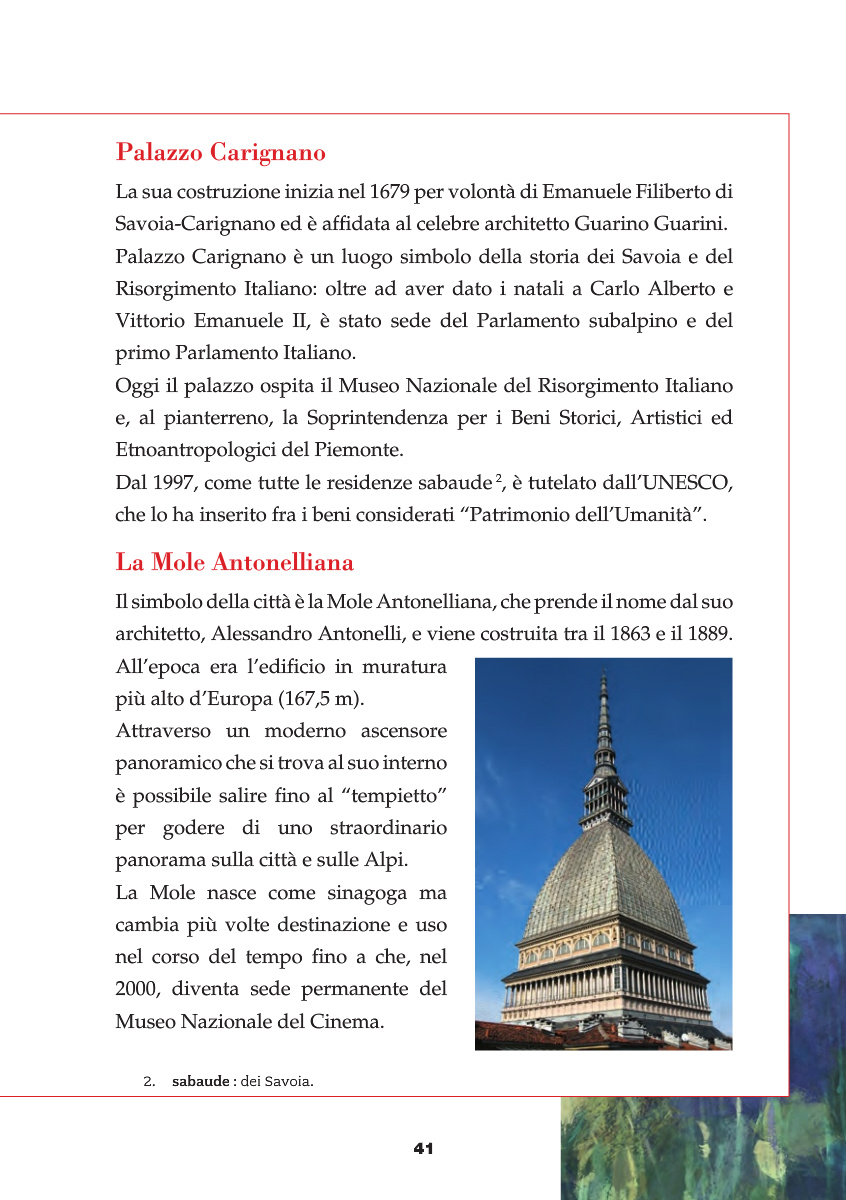 Palazzo Carignano
La sua costruzione inizia nel 1679 per volontà di Emanuele Filiberto di
Savoia-Carignano ed è affidata al celebre architetto Guarino Guarini.
Palazzo Carignano è un luogo simbolo della storia dei Savoia e del
Risorgimento Italiano: oltre ad aver dato i natali a Carlo Alberto e
Vittorio Emanuele II, è stato sede del Parlamento subalpino e del
primo Parlamento Italiano.
Oggi il palazzo ospita il Museo Nazionale del Risorgimento Italiano
e, al pianterreno, la Soprintendenza per i Beni Storici, Artistici ed
Etnoantropologici del Piemonte.
Dal 1997, come tutte le residenze sabaude 2, è tutelato dall'UNESCO,
che lo ha inserito fra i beni considerati “Patrimonio dell'Umanità”.
La Mole Antonelliana
Il simbolo della città è la Mole Antonelliana, che prende il nome dal suo
architetto, Alessandro Antonelli, e viene costruita tra il 1863 e il 1889.
All'epoca era l'edificio in muratura
più alto d'Europa (167,5 m).
Attraverso un moderno ascensore
panoramico che si trova al suo interno
è possibile salire fino al “tempietto”
per godere di uno straordinario
panorama sulla città e sulle Alpi.
La Mole nasce come sinagoga ma
cambia più volte destinazione e uso
nel corso del tempo fino a che, nel
2000, diventa sede permanente del
Museo Nazionale del Cinema.
2. sabaude : dei Savoia.
41